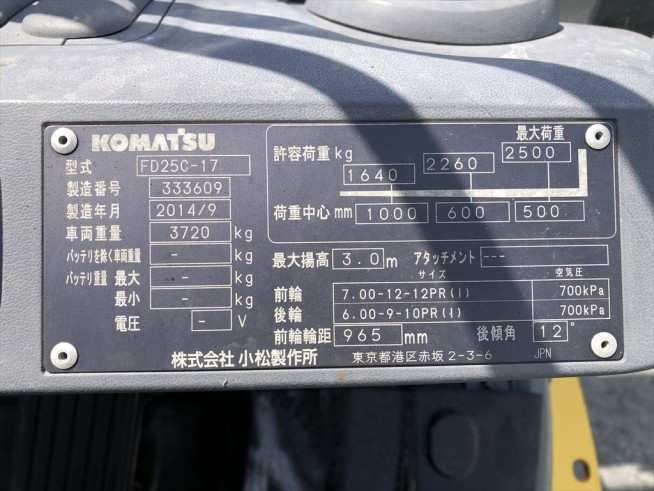 KOMATSU
型式 FD25C-17
製造番号 333609
製造年月 2014/9
車両重量 3720 kg
バッテリを除く車両重量 - kg
バッテリ重量 最大 - kg
最小 - kg
電圧 - V
最大荷重
許容荷重 kg 1640 2260 2500
荷重中心 mm 1000 600 500
最大揚高 3.0 m アタッチメント ---
サイズ 空気圧
前輪 7.00-12-12PR(I) 700kPa
後輪 6.00-9-10PR(I) 700kPa
前輪輪距 965 mm 後傾角 12°
株式会社 小松製作所 東京都港区赤坂 2-3-6 JPN